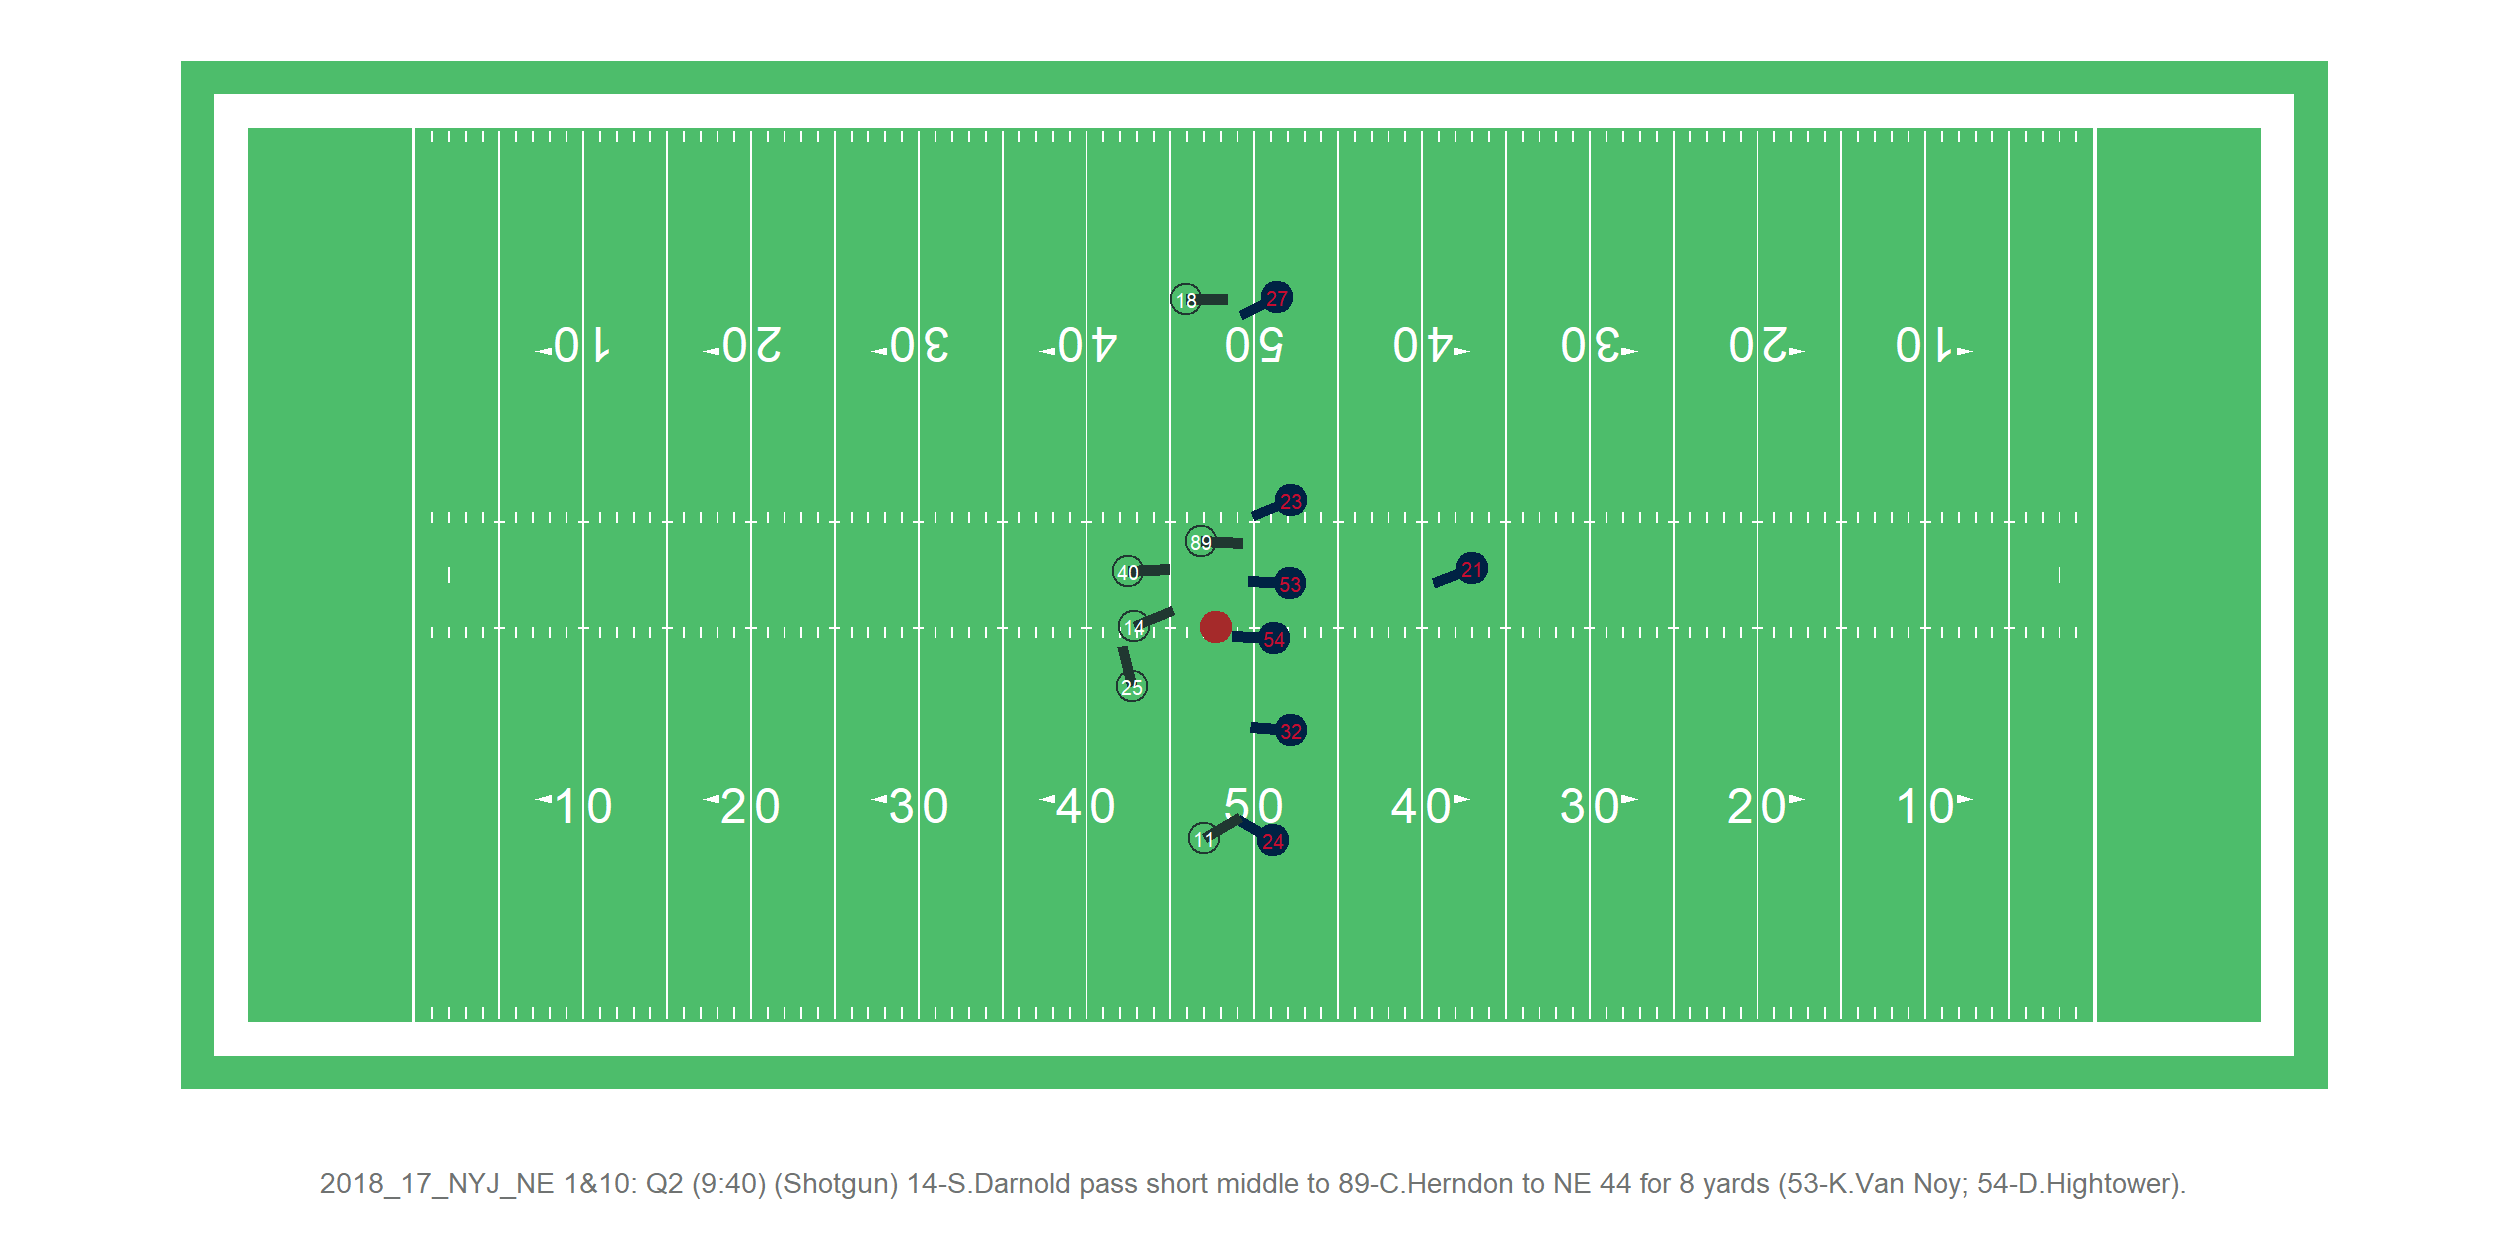 18 27
10 20 30 40 50 40 30 20 10
23
89
40 53 21
14 54
25
32
10 20 30 40 50 40 30 20 10
11 24
2018_17_NYJ_NE 1&10: Q2 (9:40) (Shotgun) 14-S.Darnold pass short middle to 89-C.Herndon to NE 44 for 8 yards (53-K.Van Noy; 54-D.Hightower).